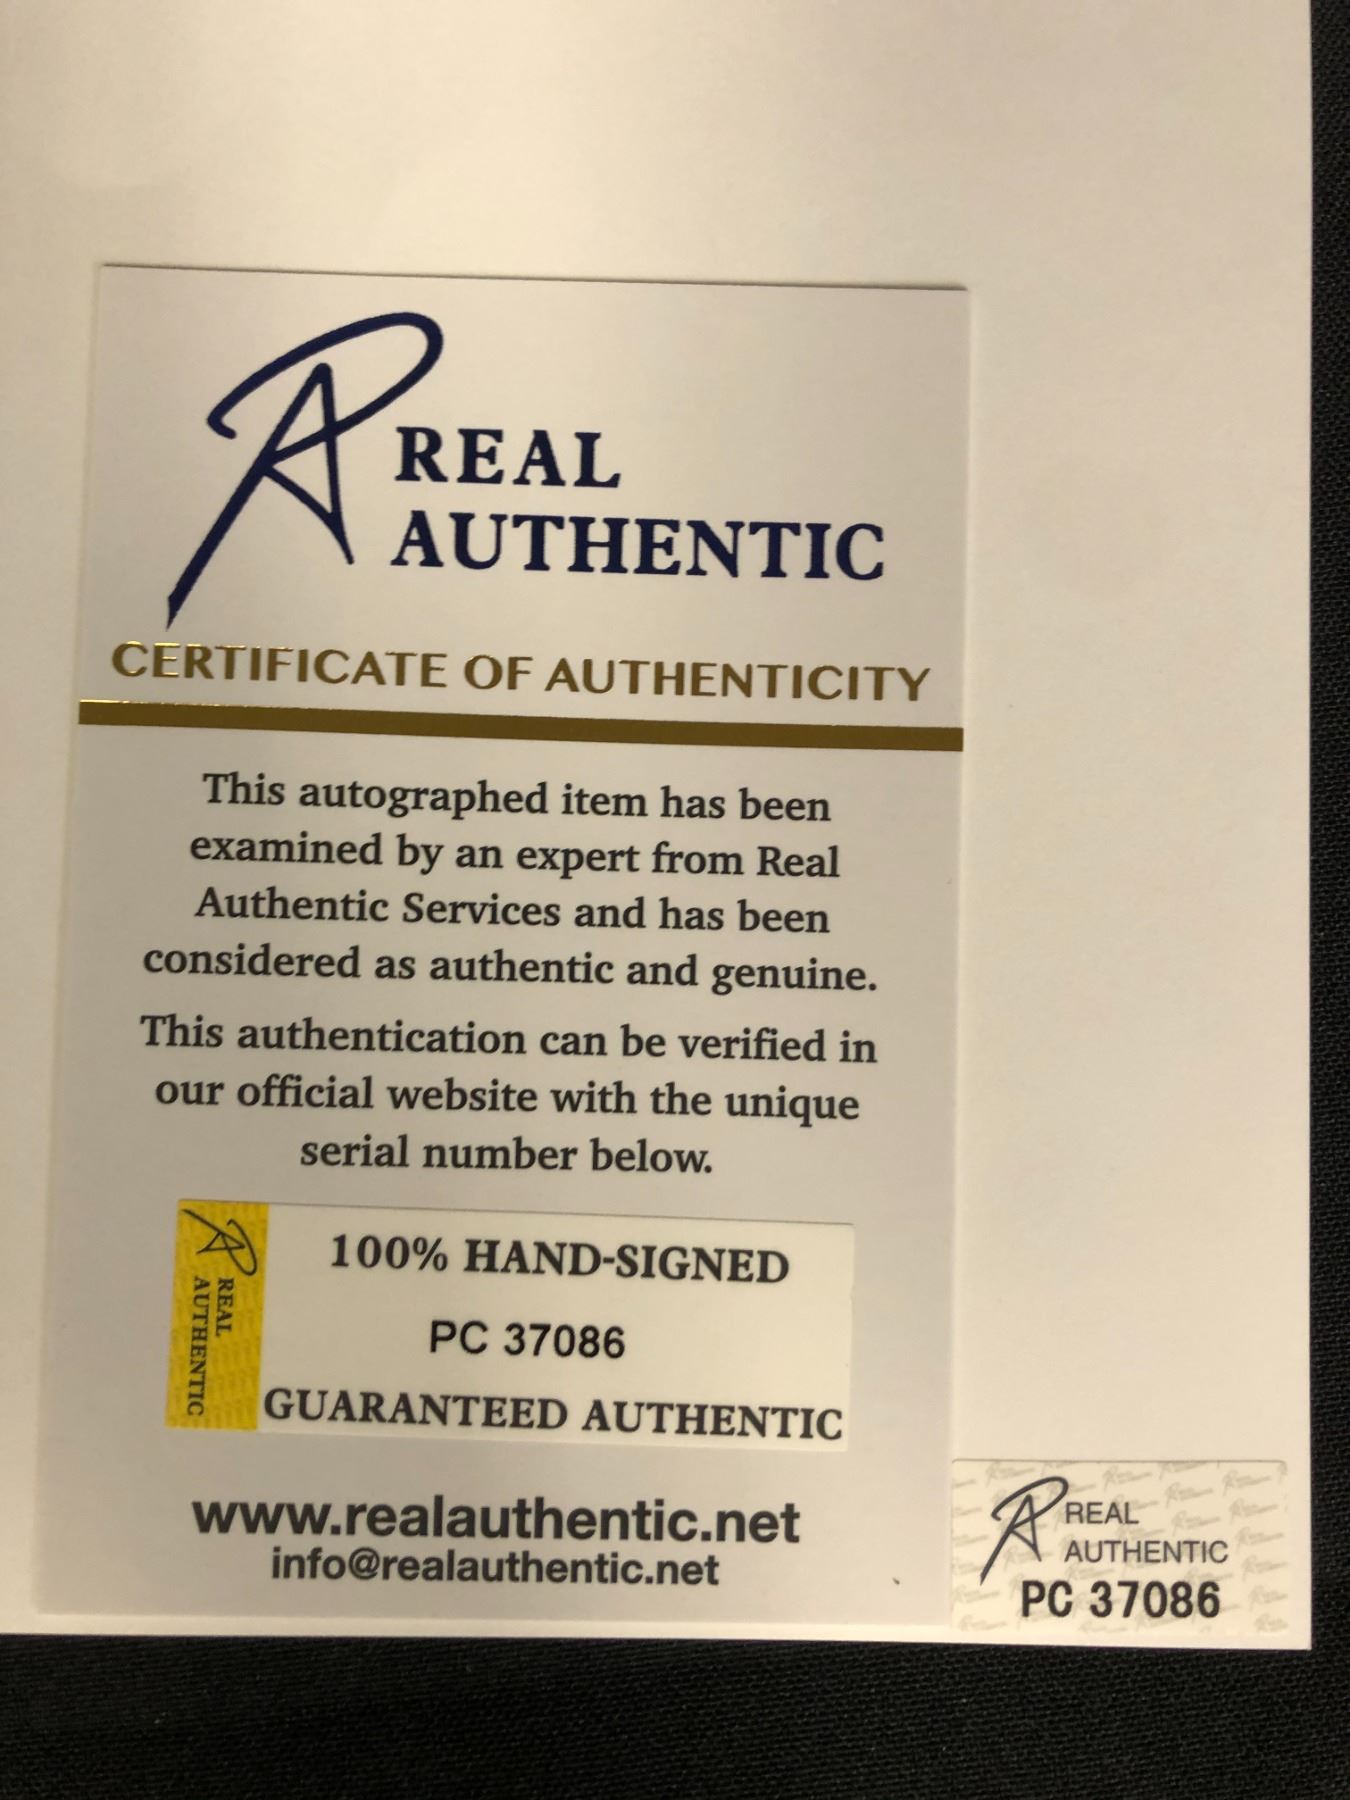 REAL
AUTHENTIC
CERTIFICATE OF AUTHENTICITY
This autographed item has been
examined by an expert from Real
Authentic Services and has been
considered as authentic and genuine.
This authentication can be verified in
our official website with the unique
serial number below.
REAL
AUTHENTIC
100% HAND-SIGNED
PC 37086
GUARANTEED AUTHENTIC
www.realauthentic.net
info@realauthentic.net
REAL
AUTHENTIC
PC 37086